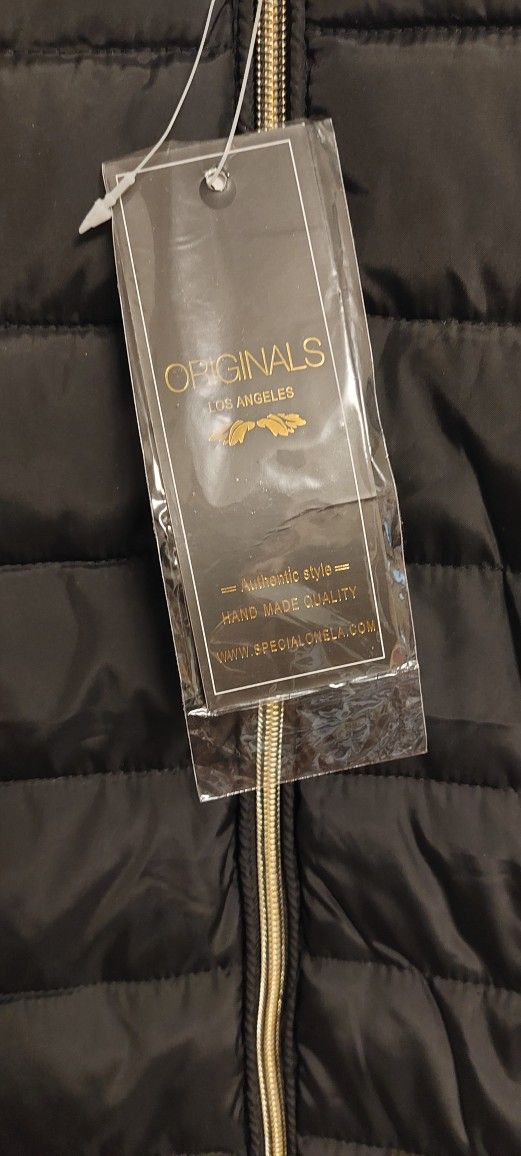 ORIGINALS
LOS ANGELES
Authentic style
HAND MADE QUALITY
WWW.SPECIALONELA.COM